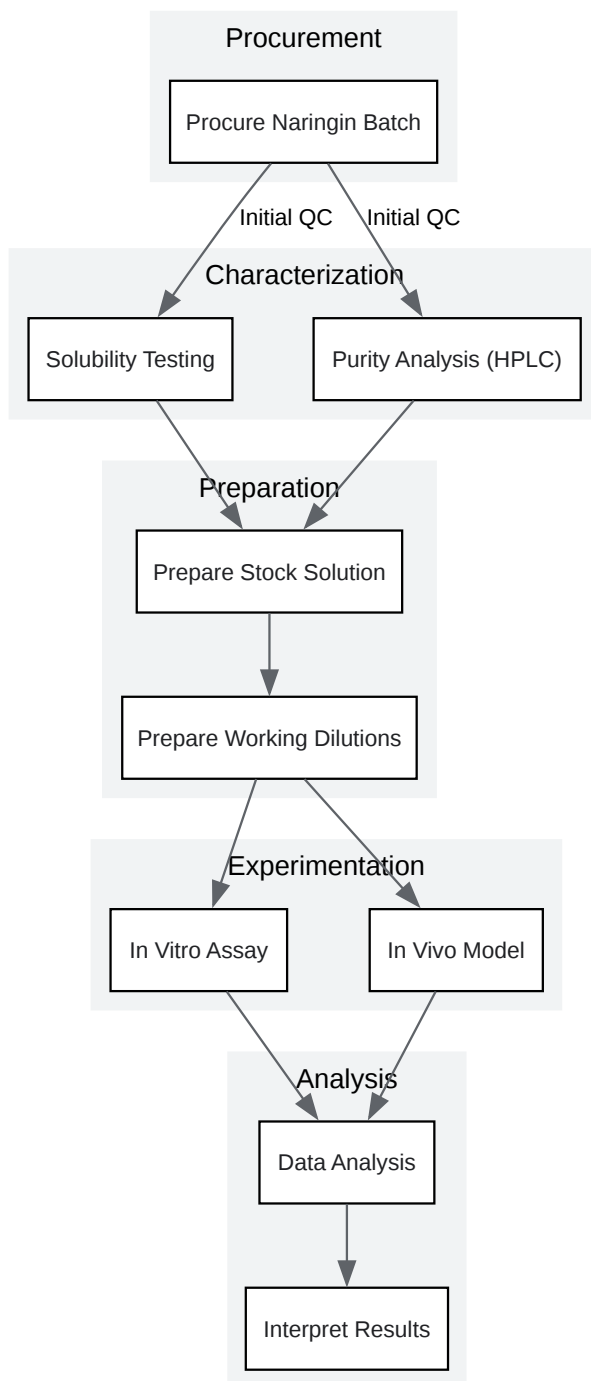 Procurement
Procure Naringin Batch
Initial QC
Initial QC
Characterization
Solubility Testing
Purity Analysis (HPLC)
Preparation
Prepare Stock Solution
Prepare Working Dilutions
Experimentation
In Vitro Assay
In Vivo Model
Analysis
Data Analysis
Interpret Results